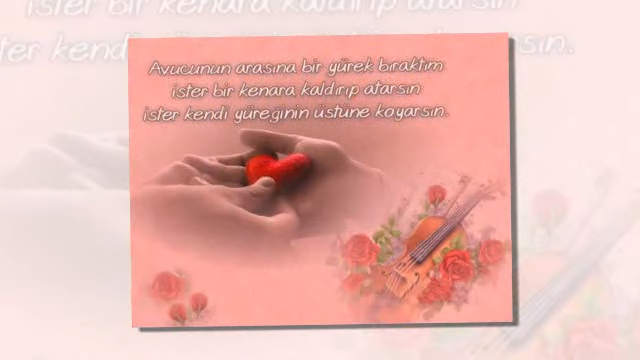 Avucunun arasına bir yürek bıraktım
ister bir kenara kaldırıp atarsın
ister kendi yüreğinin üstüne koyarsın.